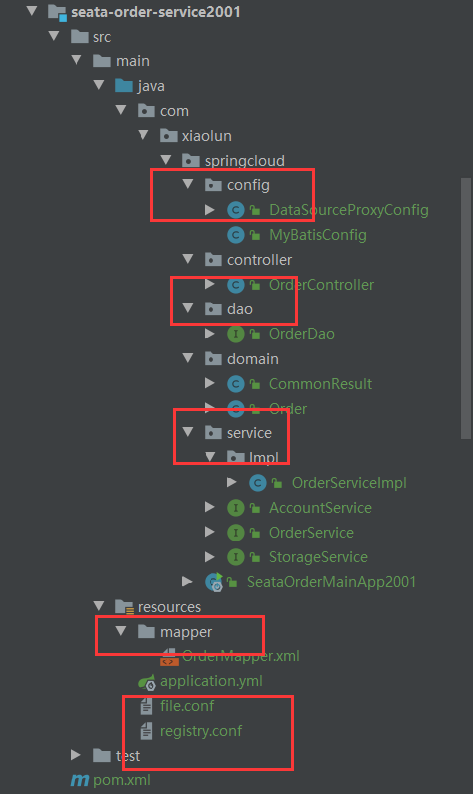 seata-order-service2001
src
main
java
com
xiaolun
springcloud
config
DataSourceProxyConfig
MyBatisConfig
controller
OrderController
dao
OrderDao
domain
CommonResult
Order
service
Impl
OrderServiceImpl
AccountService
OrderService
StorageService
SeataOrderMainApp2001
resources
mapper
OrderMapper.xml
application.yml
file.conf
registry.conf
test
pom.xml